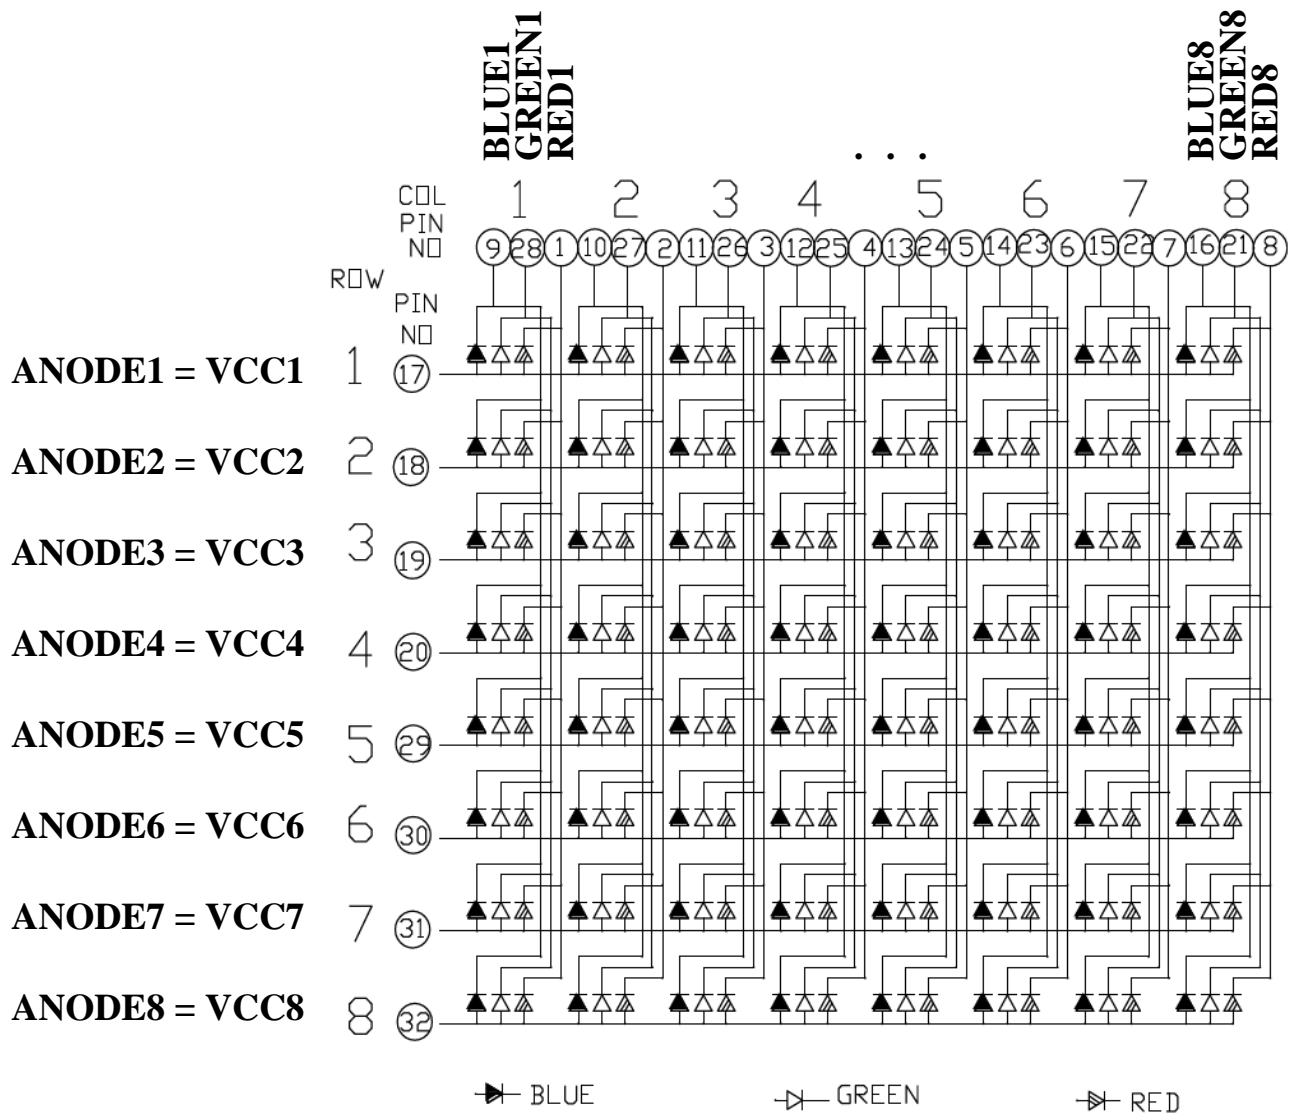 BLUE1
GREEN1
RED1
. . .
BLUE8
GREEN8
RED8
COL 1 2 3 4 5 6 7 8
PIN
NO 9 28 1 10 27 2 11 26 3 12 25 4 13 24 5 14 23 6 15 22 7 16 21 8
ROW
PIN
NO
ANODE1 = VCC1 1 17
ANODE2 = VCC2 2 18
ANODE3 = VCC3 3 19
ANODE4 = VCC4 4 20
ANODE5 = VCC5 5 29
ANODE6 = VCC6 6 30
ANODE7 = VCC7 7 31
ANODE8 = VCC8 8 32
BLUE GREEN RED